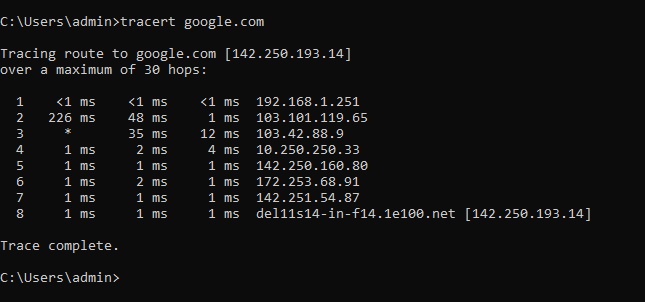 C:\Users\admin>tracert google.com
Tracing route to google.com [142.250.193.14]
over a maximum of 30 hops:
1 <1 ms <1 ms <1 ms 192.168.1.251
2 226 ms 48 ms 1 ms 103.101.119.65
3 * 35 ms 12 ms 103.42.88.9
4 1 ms 2 ms 4 ms 10.250.250.33
5 1 ms 1 ms 1 ms 142.250.160.80
6 1 ms 2 ms 1 ms 172.253.68.91
7 1 ms 1 ms 1 ms 142.251.54.87
8 1 ms 1 ms 1 ms del11s14-in-f14.1e100.net [142.250.193.14]
Trace complete.
C:\Users\admin>